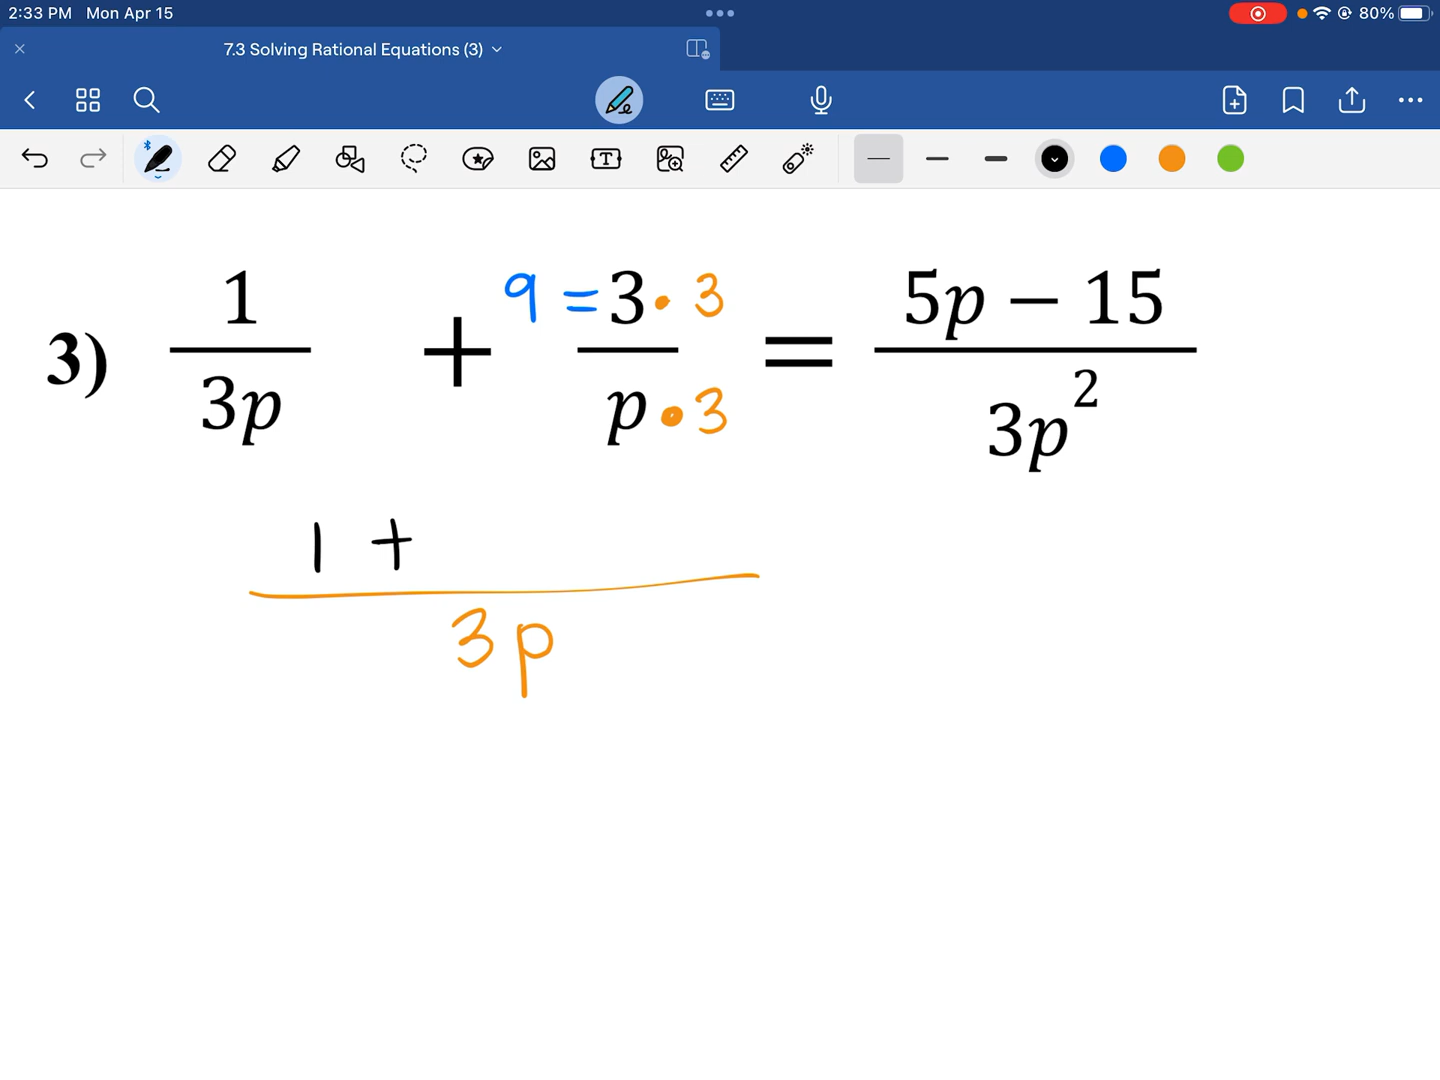 2:33 PM Mon Apr 15
80%
7.3 Solving Rational Equations (3)
3) 1/3p + 9 = 3 · 3/p · 3 = 5p − 15/3p²
1 +
3p